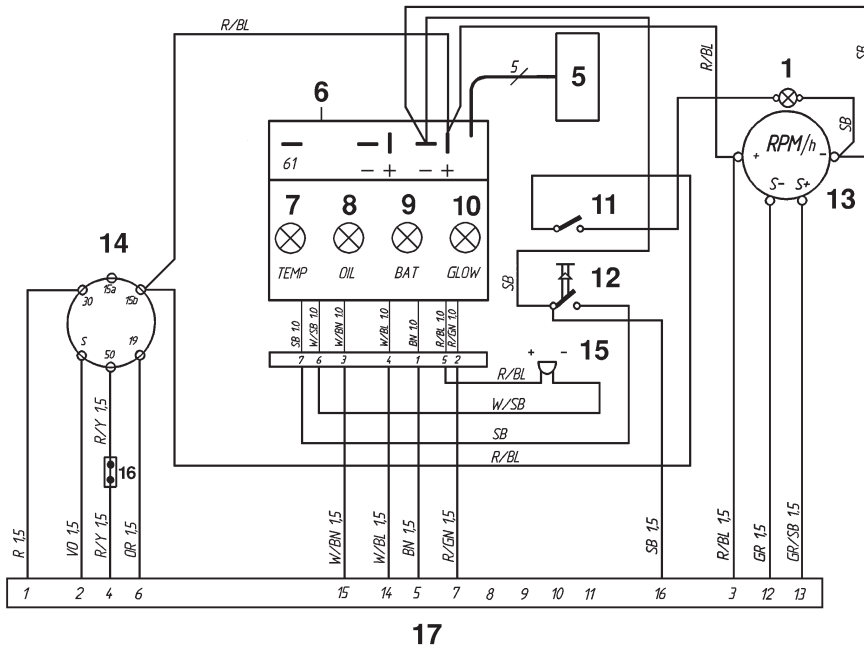 R/BL
5
5
6
R/BL
1
SB
SB
RPM/h
+
-
S- S+
13
61
- + - +
7 8 9 10
TEMP OIL BAT GLOW
11
12
SB
14
30 15a 15b
S 50 19
SB 1.0
W/SB 1.0
W/BN 1.0
W/BL 1.0
BN 1.0
R/BL 1.0
R/GN 1.0
7 6 3 4 1 5 2
+ -
15
R/BL
W/SB
SB
R/BL
R/Y 1,5
16
R 1,5
VO 1,5
R/Y 1,5
OR 1,5
W/BN 1,5
W/BL 1,5
BN 1,5
R/GN 1,5
SB 1,5
R/BL 1,5
GR 1,5
GR/SB 1,5
1 2 4 6 15 14 5 7 8 9 10 11 16 3 12 13
17